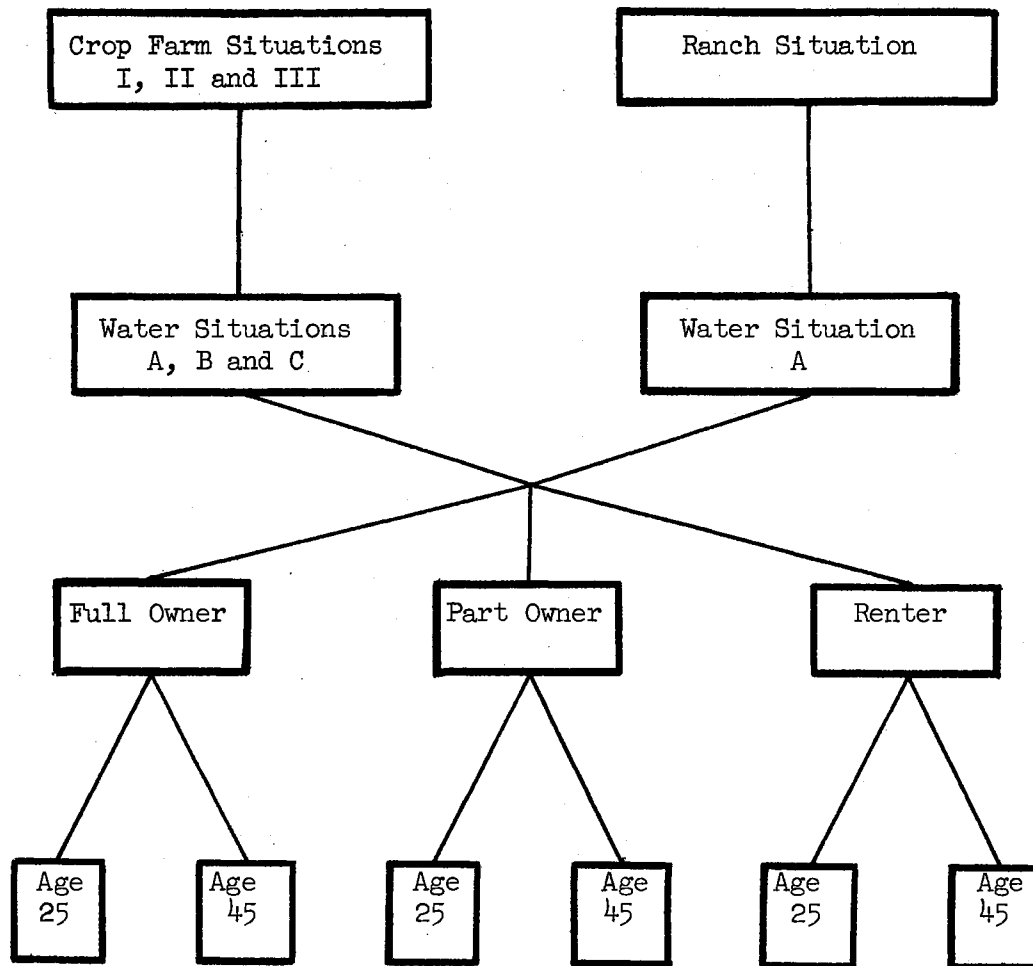 Crop Farm Situations
I, II and III
Ranch Situation
Water Situations
A, B and C
Water Situation
A
Full Owner
Part Owner
Renter
Age
25
Age
45
Age
25
Age
45
Age
25
Age
45